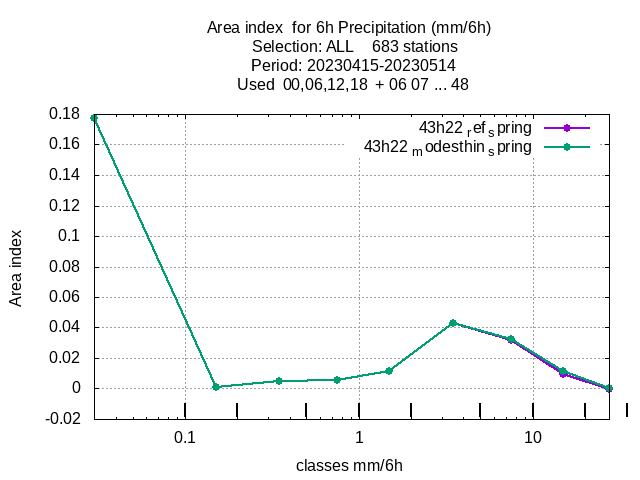 Area index  for 6h Precipitation (mm/6h)
Selection: ALL    683 stations
Period: 20230415-20230514
Used  00,06,12,18  + 06 07 ... 48
43h22 ref spring
43h22 modesthin spring
0.18
0.16
0.14
0.12
0.1
0.08
0.06
0.04
0.02
0
-0.02
Area index
0.1
1
10
classes mm/6h